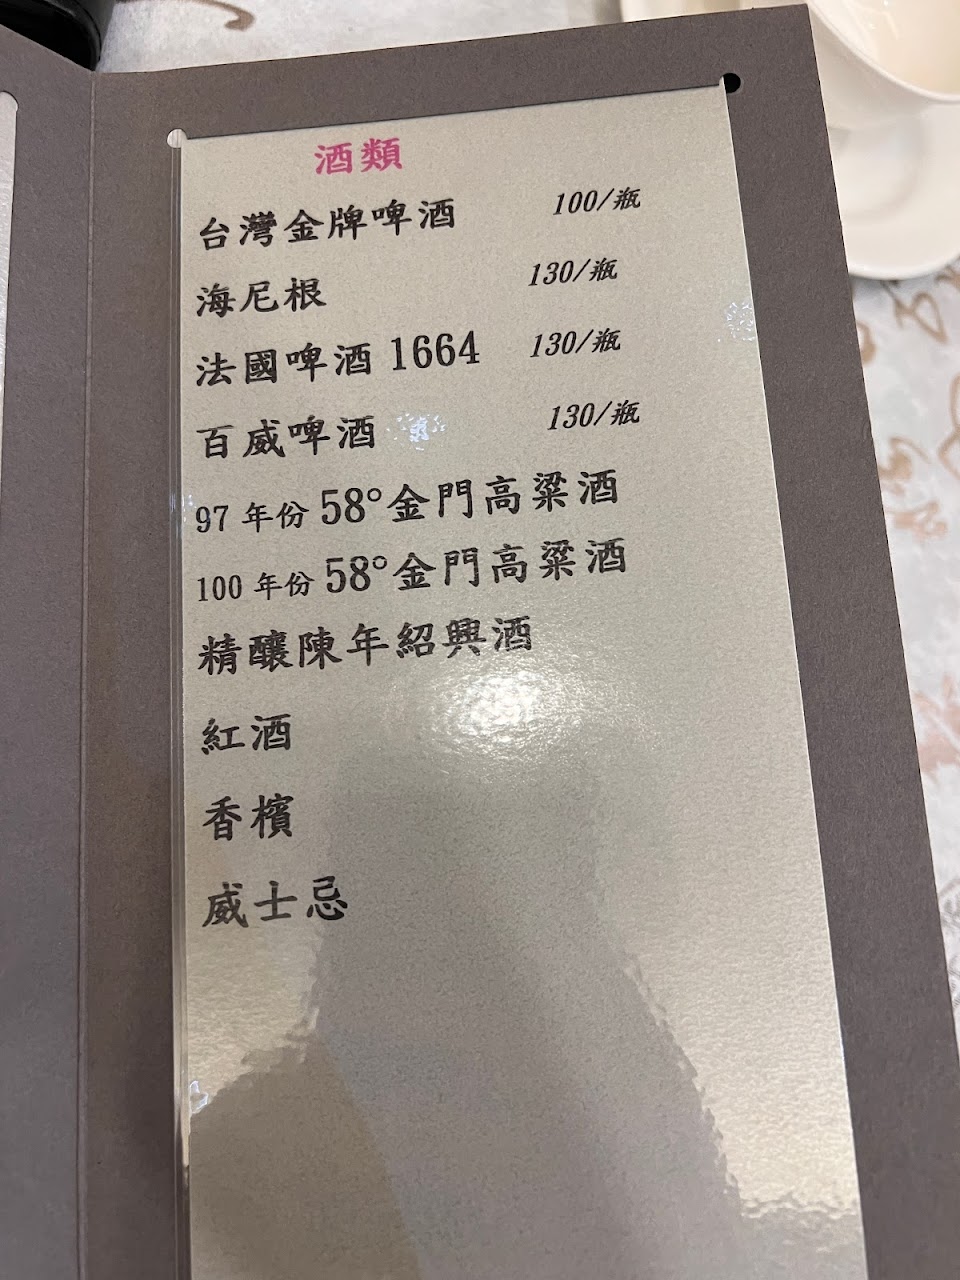 酒類
台灣金牌啤酒 100/瓶
海尼根 130/瓶
法國啤酒 1664 130/瓶
百威啤酒 130/瓶
97 年份 58°金門高粱酒
100 年份 58°金門高粱酒
精釀陳年紹興酒
紅酒
香檳
威士忌